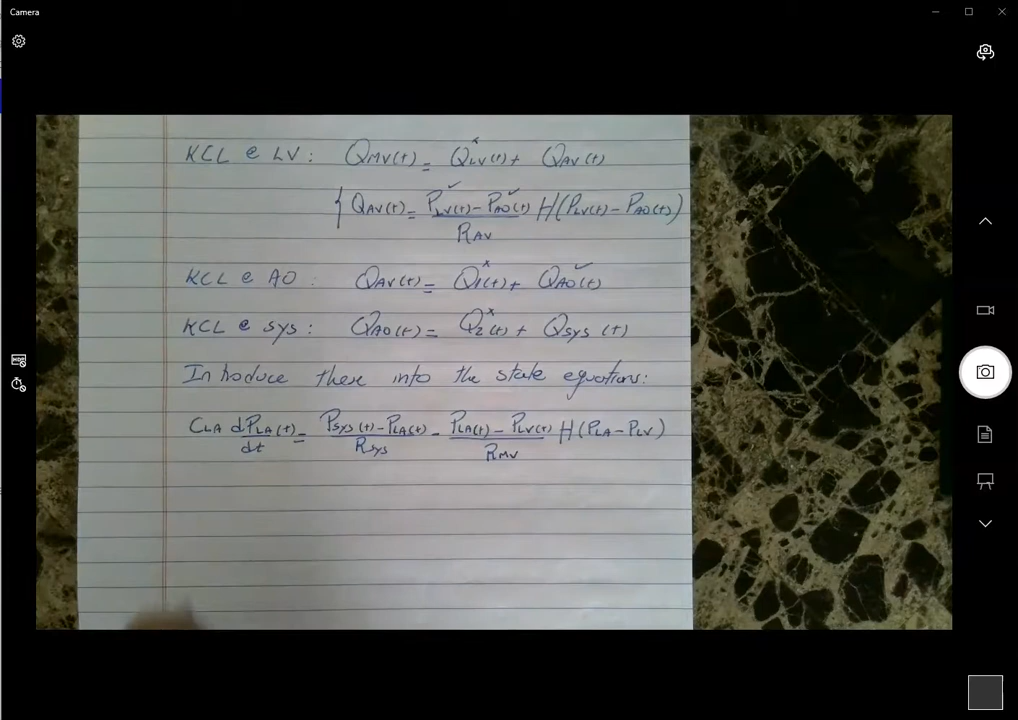 Camera
KCL @ LV: QMV(t) = QLV(t) + QAV(t)
{ QAV(t) = PLV(t) - PAO(t) / RAV H(PLV(t) - PAO(t))
KCL @ AO: QAV(t) = Q1(t) + QAO(t)
KCL @ SYS: QAO(t) = Q2(t) + QSYS(t)
Introduce these into the state equations:
CLA dPLA(t)/dt = PSYS(t) - PLA(t) / RSYS - PLA(t) - PLV(t) / RMV H(PLA - PLV)